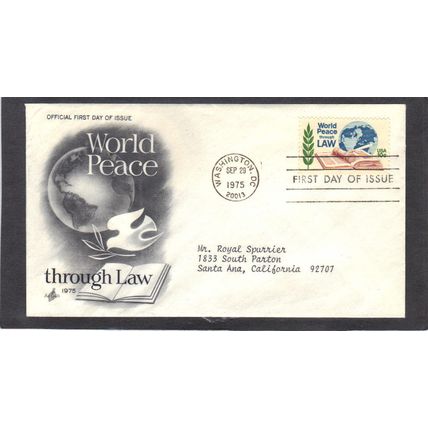 OFFICIAL FIRST DAY OF ISSUE
World
Peace
through Law
1975
WASHINGTON, DC
SEP 29
1975
20013
World
Peace
through
LAW
USA
10c
FIRST DAY OF ISSUE
Mr. Royal Spurrier
1833 South Parton
Santa Ana, California 92707